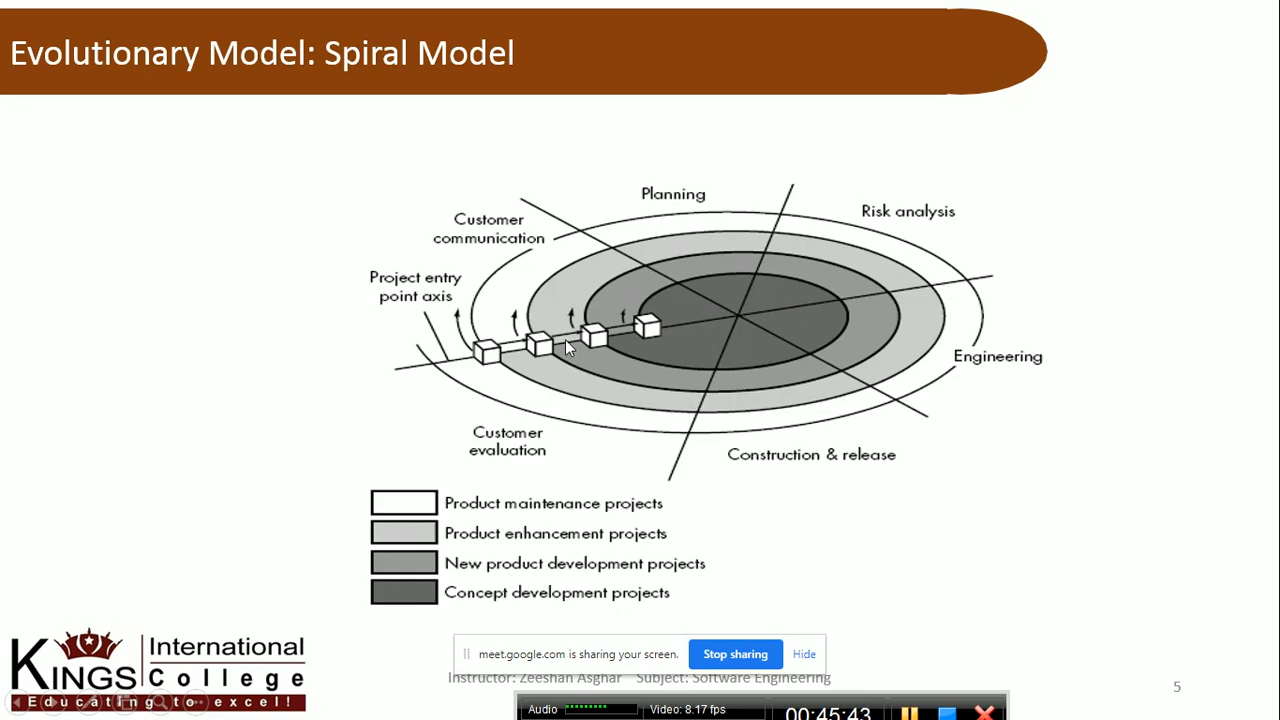 Evolutionary Model: Spiral Model
Planning
Risk analysis
Customer
communication
Project entry
point axis
Engineering
Customer
evaluation
Construction & release
Product maintenance projects
Product enhancement projects
New product development projects
Concept development projects
KINGS International
College
Educating to excel!
meet.google.com is sharing your screen. Stop sharing Hide
Instructor: Zeeshan Asghar Subject: Software Engineering
5
Audio Video: 8.17 fps 00:45:43